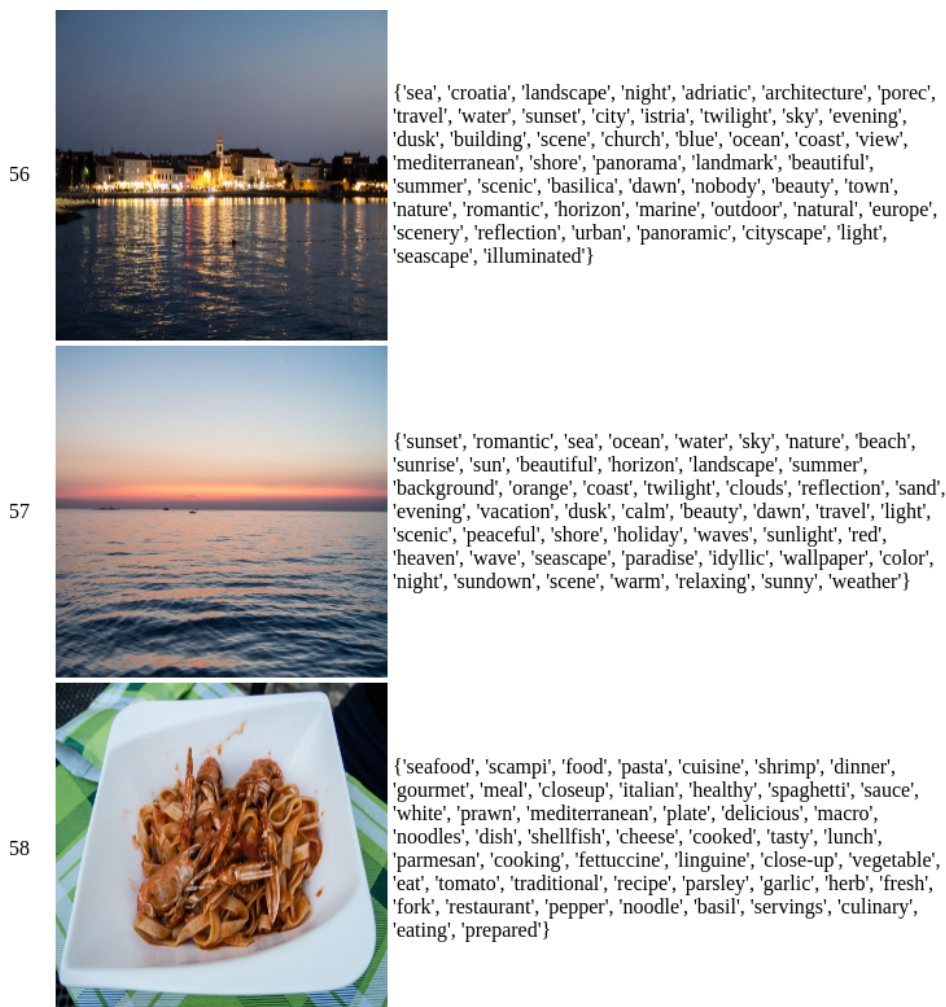 56
{'sea', 'croatia', 'landscape', 'night', 'adriatic', 'architecture', 'porec',
'travel', 'water', 'sunset', 'city', 'istria', 'twilight', 'sky', 'evening',
'dusk', 'building', 'scene', 'church', 'blue', 'ocean', 'coast', 'view',
'mediterranean', 'shore', 'panorama', 'landmark', 'beautiful',
'summer', 'scenic', 'basilica', 'dawn', 'nobody', 'beauty', 'town',
'nature', 'romantic', 'horizon', 'marine', 'outdoor', 'natural', 'europe',
'scenery', 'reflection', 'urban', 'panoramic', 'cityscape', 'light',
'seascape', 'illuminated'}
57
{'sunset', 'romantic', 'sea', 'ocean', 'water', 'sky', 'nature', 'beach',
'sunrise', 'sun', 'beautiful', 'horizon', 'landscape', 'summer',
'background', 'orange', 'coast', 'twilight', 'clouds', 'reflection', 'sand',
'evening', 'vacation', 'dusk', 'calm', 'beauty', 'dawn', 'travel', 'light',
'scenic', 'peaceful', 'shore', 'holiday', 'waves', 'sunlight', 'red',
'heaven', 'wave', 'seascape', 'paradise', 'idyllic', 'wallpaper', 'color',
'night', 'sundown', 'scene', 'warm', 'relaxing', 'sunny', 'weather'}
58
{'seafood', 'scampi', 'food', 'pasta', 'cuisine', 'shrimp', 'dinner',
'gourmet', 'meal', 'closeup', 'italian', 'healthy', 'spaghetti', 'sauce',
'white', 'prawn', 'mediterranean', 'plate', 'delicious', 'macro',
'noodles', 'dish', 'shellfish', 'cheese', 'cooked', 'tasty', 'lunch',
'parmesan', 'cooking', 'fettuccine', 'linguine', 'close-up', 'vegetable',
'eat', 'tomato', 'traditional', 'recipe', 'parsley', 'garlic', 'herb', 'fresh',
'fork', 'restaurant', 'pepper', 'noodle', 'basil', 'servings', 'culinary',
'eating', 'prepared'}